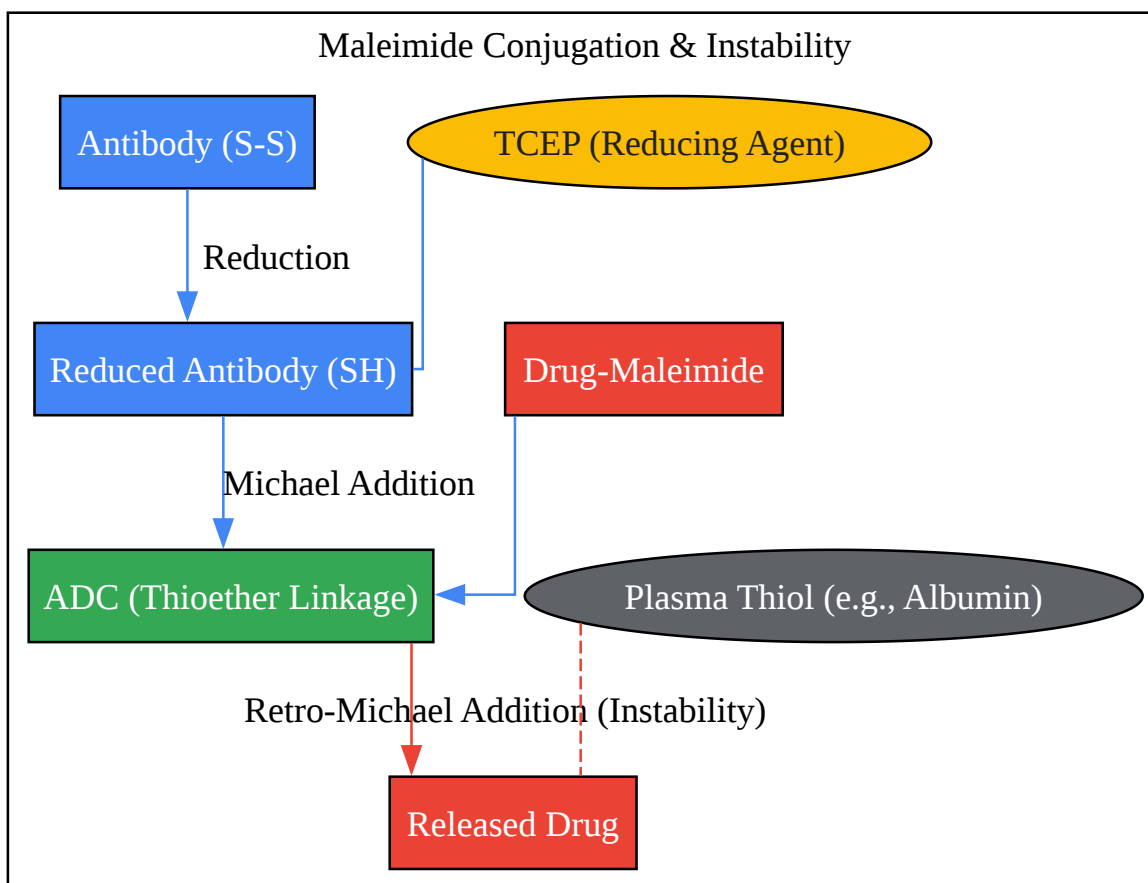 Maleimide Conjugation & Instability
Antibody (S-S)
TCEP (Reducing Agent)
Reduction
Reduced Antibody (SH)
Drug-Maleimide
Michael Addition
ADC (Thioether Linkage)
Plasma Thiol (e.g., Albumin)
Retro-Michael Addition (Instability)
Released Drug